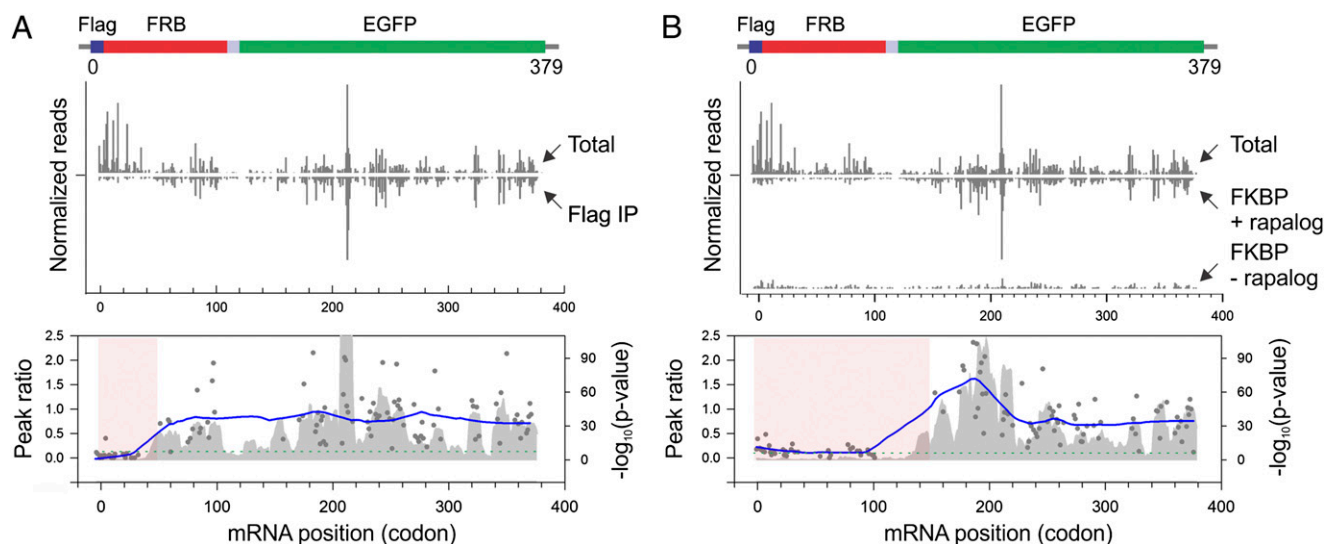 A
Flag FRB EGFP
0 379
Normalized reads
Total
Flag IP
0 100 200 300 400
Peak ratio
2.5
2.0
1.5
1.0
0.5
0.0
90
60
30
0
-log10(p-value)
0 100 200 300 400
mRNA position (codon)
B
Flag FRB EGFP
0 379
Normalized reads
Total
FKBP
+ rapalog
FKBP
- rapalog
0 100 200 300 400
Peak ratio
2.5
2.0
1.5
1.0
0.5
0.0
90
60
30
0
-log10(p-value)
0 100 200 300 400
mRNA position (codon)